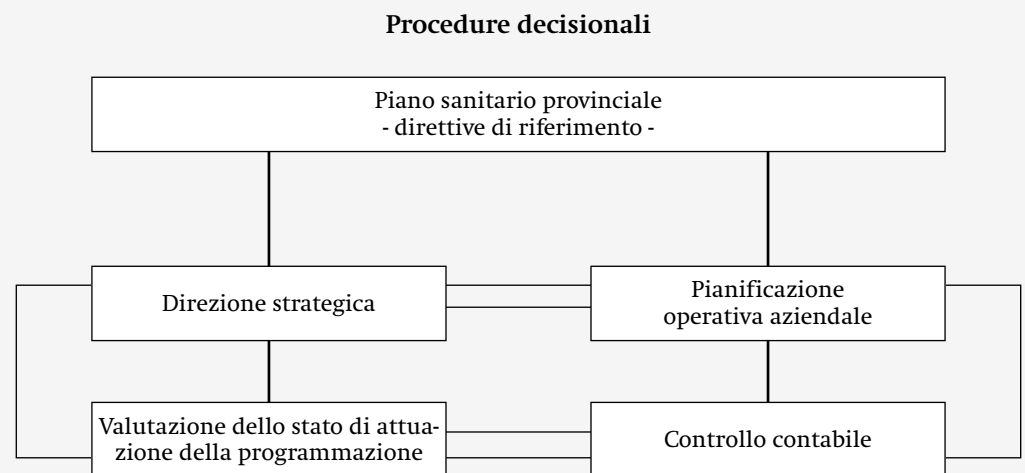 Procedure decisionali
Piano sanitario provinciale
- direttive di riferimento -
Direzione strategica
Pianificazione
operativa aziendale
Valutazione dello stato di attua-
zione della programmazione
Controllo contabile